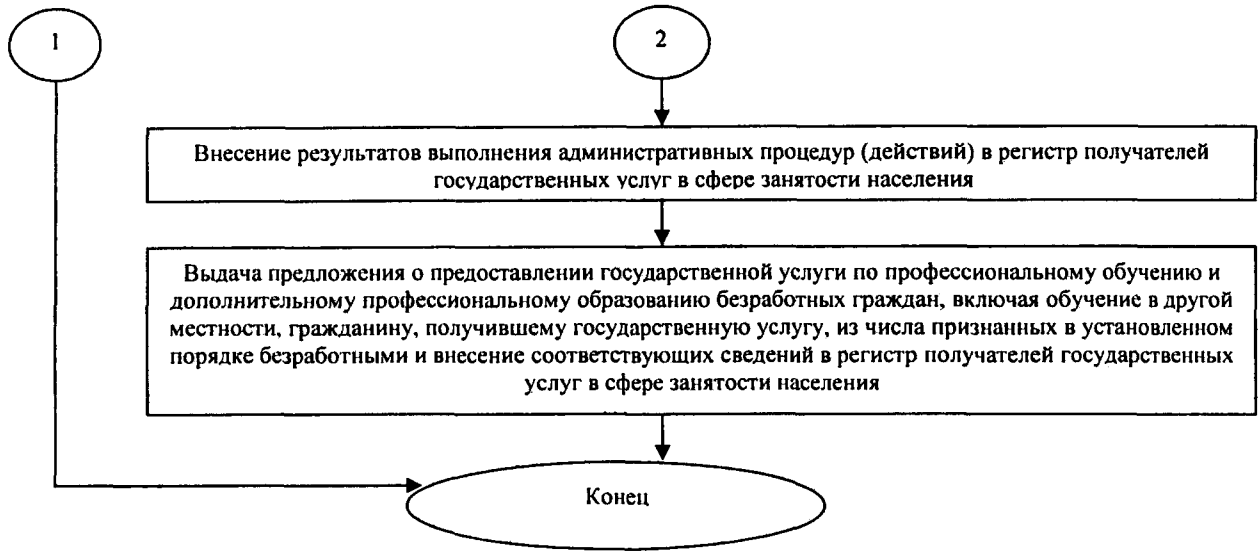 1
2
Внесение результатов выполнения административных процедур (действий) в регистр получателей
государственных услуг в сфере занятости населения
Выдача предложения о предоставлении государственной услуги по профессиональному обучению и
дополнительному профессиональному образованию безработных граждан, включая обучение в другой
местности, гражданину, получившему государственную услугу, из числа признанных в установленном
порядке безработными и внесение соответствующих сведений в регистр получателей государственных
услуг в сфере занятости населения
Конец